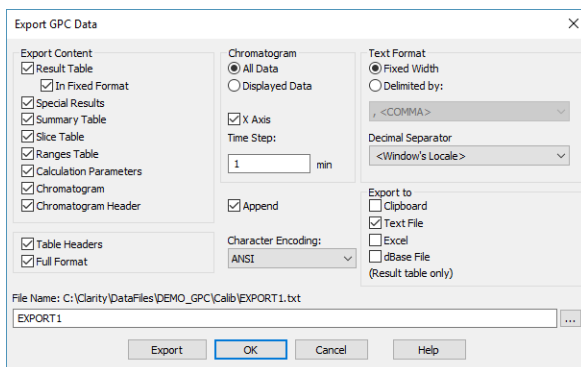 Export GPC Data
Export Content
Result Table
In Fixed Format
Special Results
Summary Table
Slice Table
Ranges Table
Calculation Parameters
Chromatogram
Chromatogram Header
Table Headers
Full Format
Chromatogram
All Data
Displayed Data
X Axis
Time Step:
1 min
Append
Character Encoding:
ANSI
Text Format
Fixed Width
Delimited by:
, <COMMA>
Decimal Separator
<Window's Locale>
Export to
Clipboard
Text File
Excel
dBase File
(Result table only)
File Name: C:\Clarity\DataFiles\DEMO_GPC\Calib\EXPORT1.txt
EXPORT1
...
Export OK Cancel Help